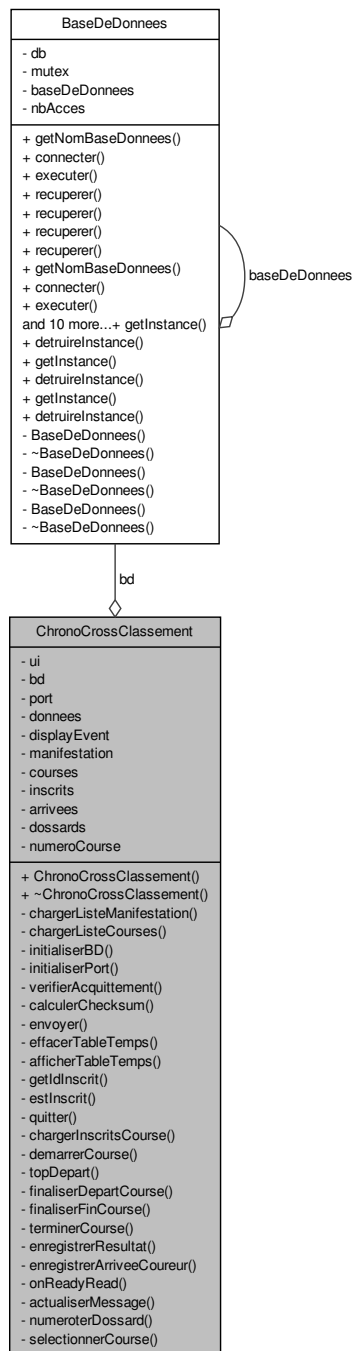 BaseDeDonnees
- db
- mutex
- baseDeDonnees
- nbAcces
+ getNomBaseDonnees()
+ connecter()
+ executer()
+ recuperer()
+ recuperer()
+ recuperer()
+ recuperer()
+ getNomBaseDonnees()
+ connecter()
+ executer()
and 10 more...+ getInstance()
+ detruireInstance()
+ getInstance()
+ detruireInstance()
+ getInstance()
+ detruireInstance()
- BaseDeDonnees()
- ~BaseDeDonnees()
- BaseDeDonnees()
- ~BaseDeDonnees()
- BaseDeDonnees()
- ~BaseDeDonnees()
baseDeDonnees
bd
ChronoCrossClassement
- ui
- bd
- port
- donnees
- displayEvent
- manifestation
- courses
- inscrits
- arrivees
- dossards
- numeroCourse
+ ChronoCrossClassement()
+ ~ChronoCrossClassement()
- chargerListeManifestation()
- chargerListeCourses()
- initialiserBD()
- initialiserPort()
- verifierAcquittement()
- calculerChecksum()
- envoyer()
- effacerTableTemps()
- afficherTableTemps()
- getIdInscrit()
- estInscrit()
- quitter()
- chargerInscritsCourse()
- demarrerCourse()
- topDepart()
- finaliserDepartCourse()
- finaliserFinCourse()
- terminerCourse()
- enregistrerResultat()
- enregistrerArriveeCoureur()
- onReadyRead()
- actualiserMessage()
- numeroterDossard()
- selectionnerCourse()